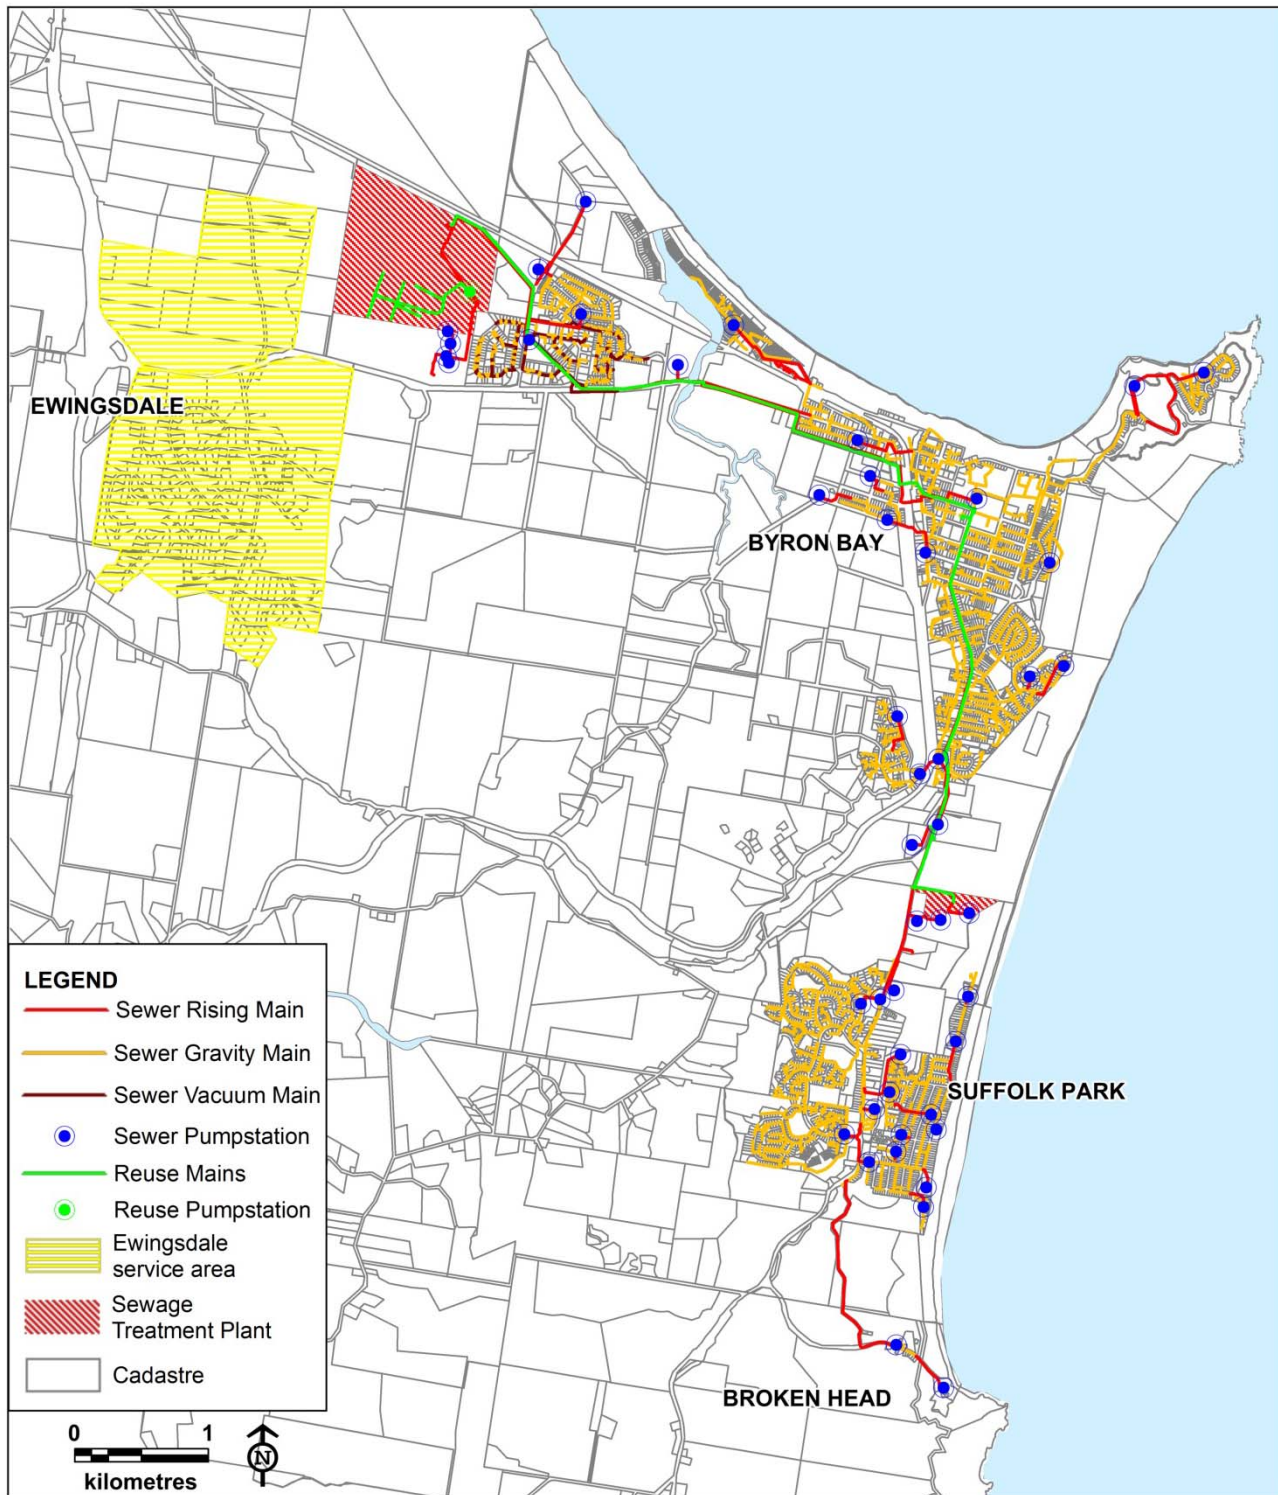 EWINGSDALE
BYRON BAY
SUFFOLK PARK
BROKEN HEAD
LEGEND
Sewer Rising Main
Sewer Gravity Main
Sewer Vacuum Main
Sewer Pumpstation
Reuse Mains
Reuse Pumpstation
Ewingsdale
service area
Sewage
Treatment Plant
Cadastre
0 1
kilometres
N